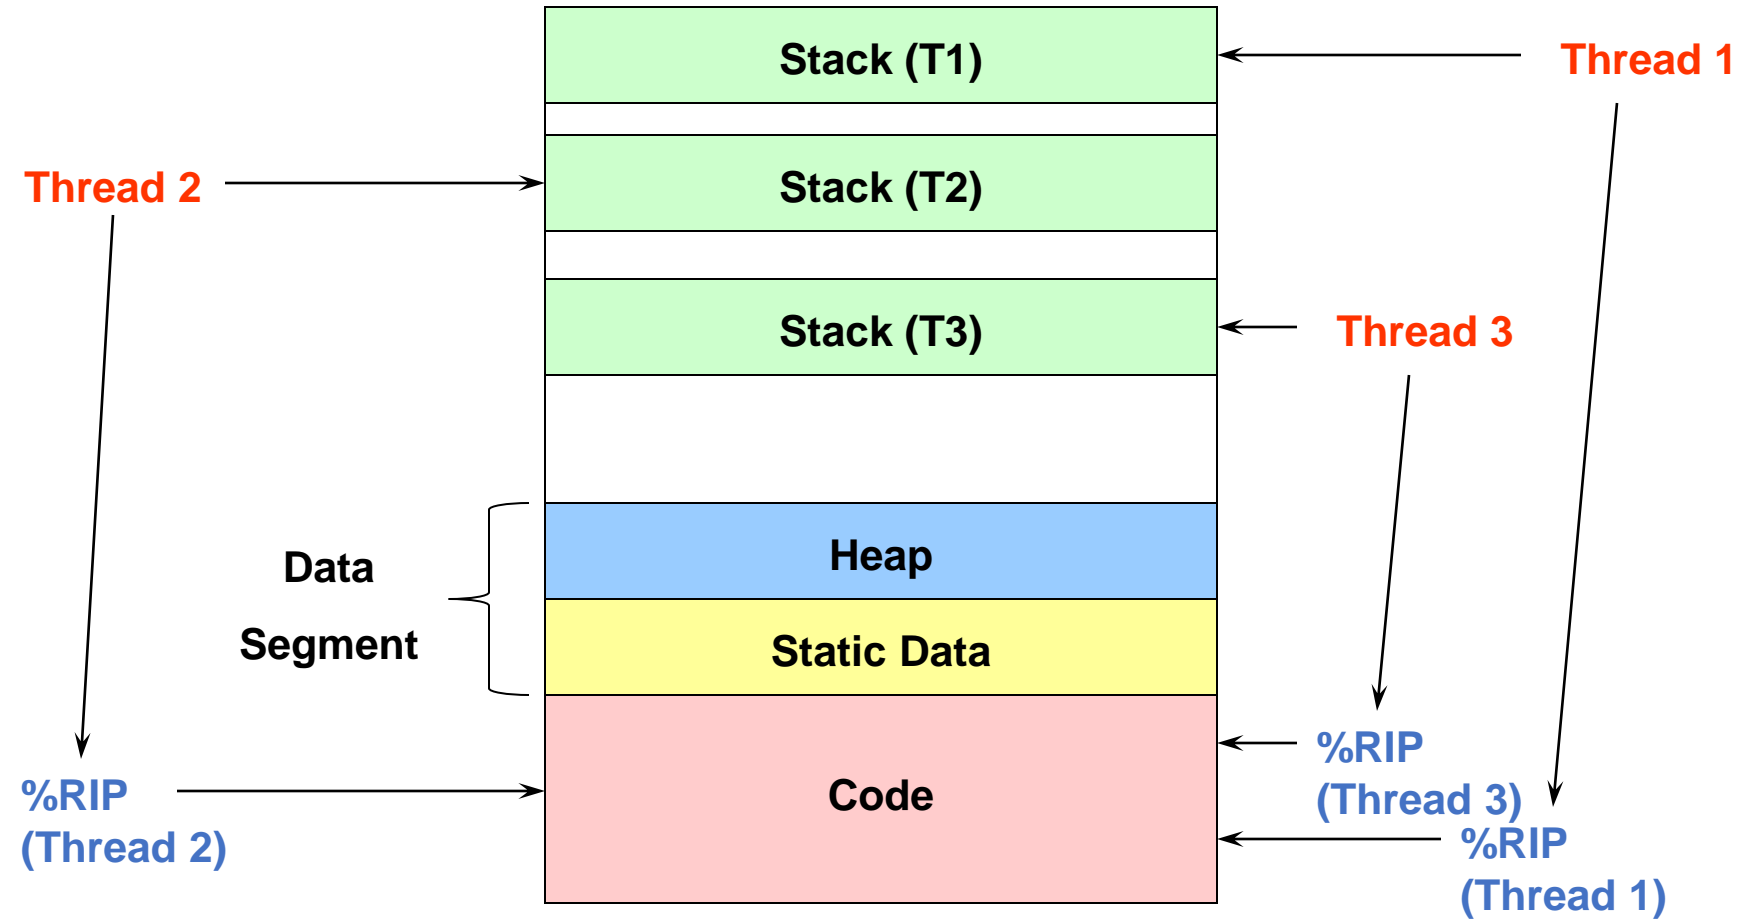 Stack (T1)
Thread 1
Thread 2
Stack (T2)
Stack (T3)
Thread 3
Data
Segment
Heap
Static Data
%RIP
(Thread 3)
%RIP
(Thread 2)
Code
%RIP
(Thread 1)